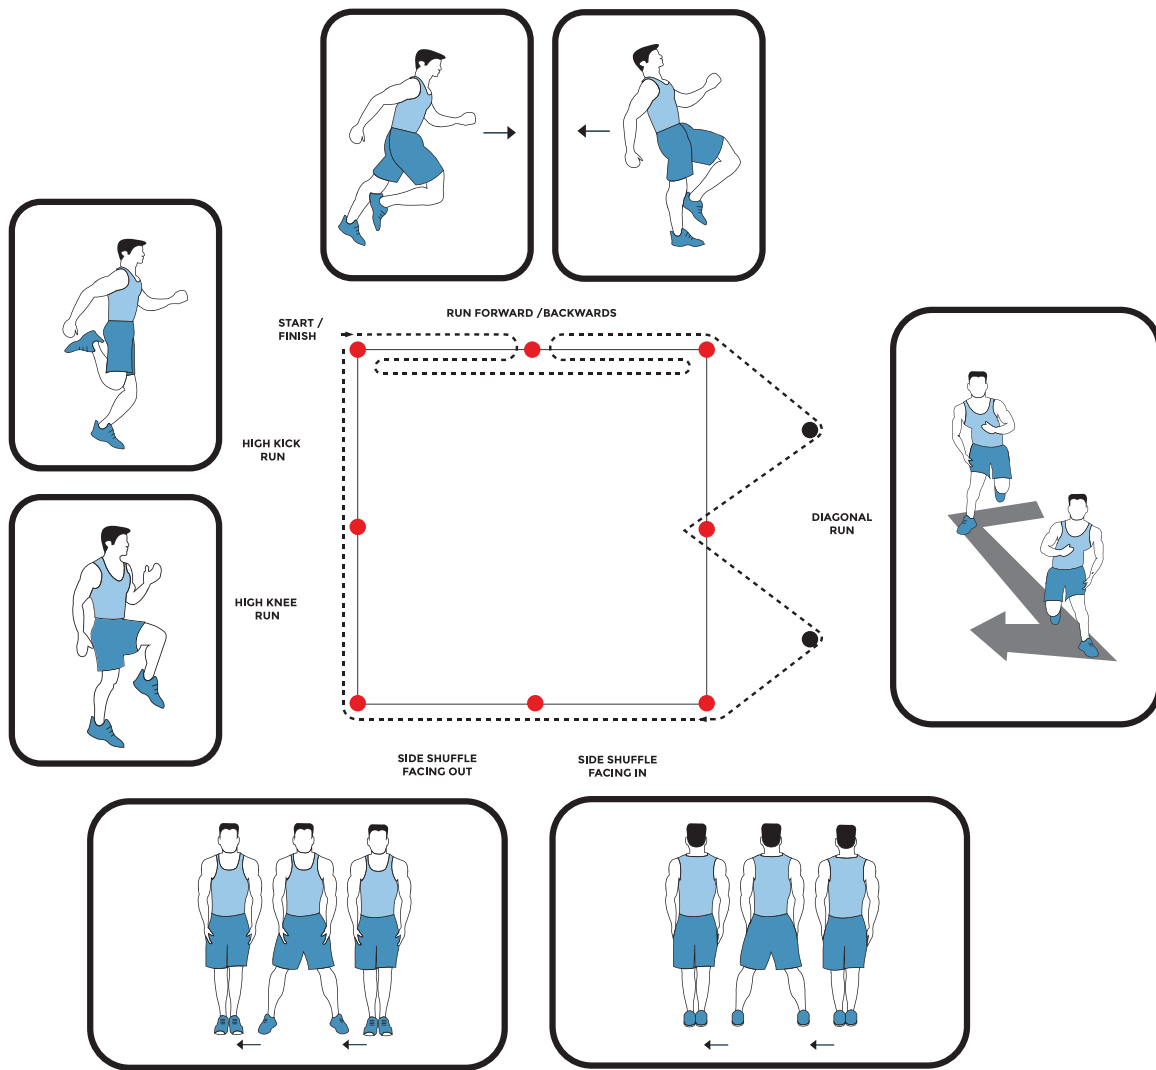 START /
FINISH
RUN FORWARD /BACKWARDS
HIGH KICK
RUN
DIAGONAL
RUN
HIGH KNEE
RUN
SIDE SHUFFLE
FACING OUT
SIDE SHUFFLE
FACING IN